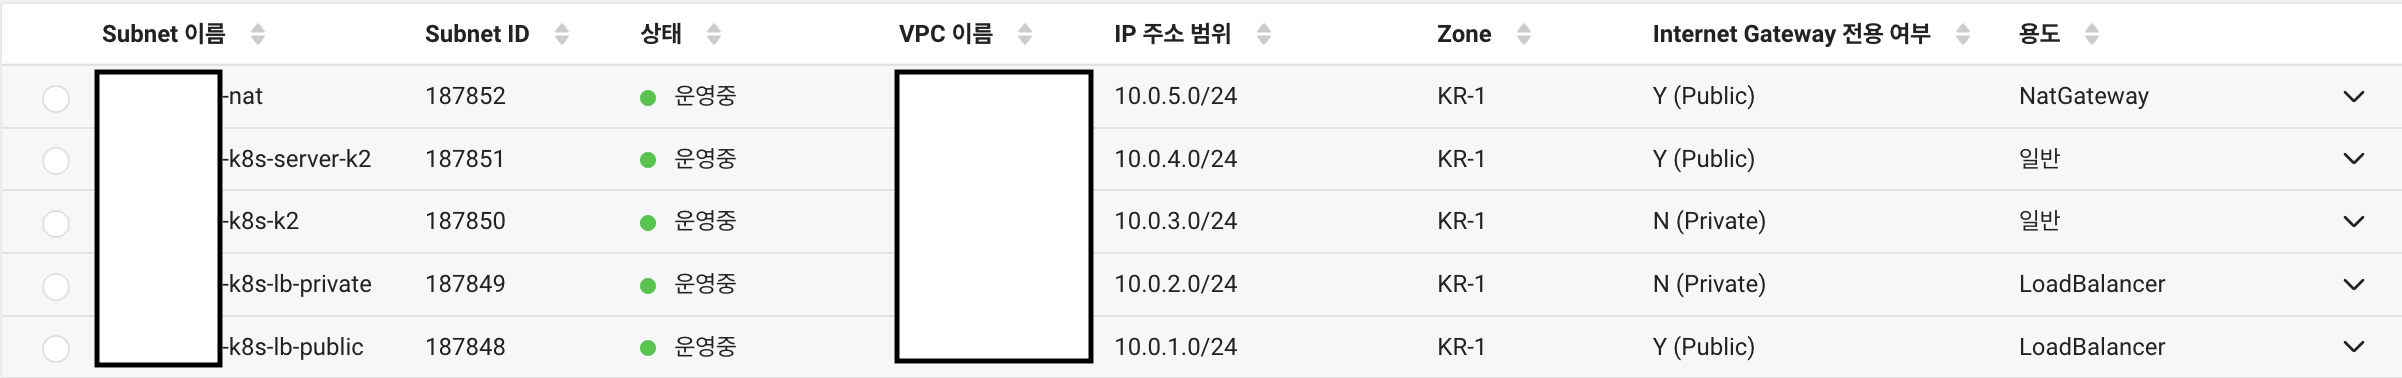 Subnet 이름 Subnet ID 상태 VPC 이름 IP 주소 범위 Zone Internet Gateway 전용 여부 용도
-nat 187852 운영중 10.0.5.0/24 KR-1 Y (Public) NatGateway
-k8s-server-k2 187851 운영중 10.0.4.0/24 KR-1 Y (Public) 일반
-k8s-k2 187850 운영중 10.0.3.0/24 KR-1 N (Private) 일반
-k8s-lb-private 187849 운영중 10.0.2.0/24 KR-1 N (Private) LoadBalancer
-k8s-lb-public 187848 운영중 10.0.1.0/24 KR-1 Y (Public) LoadBalancer